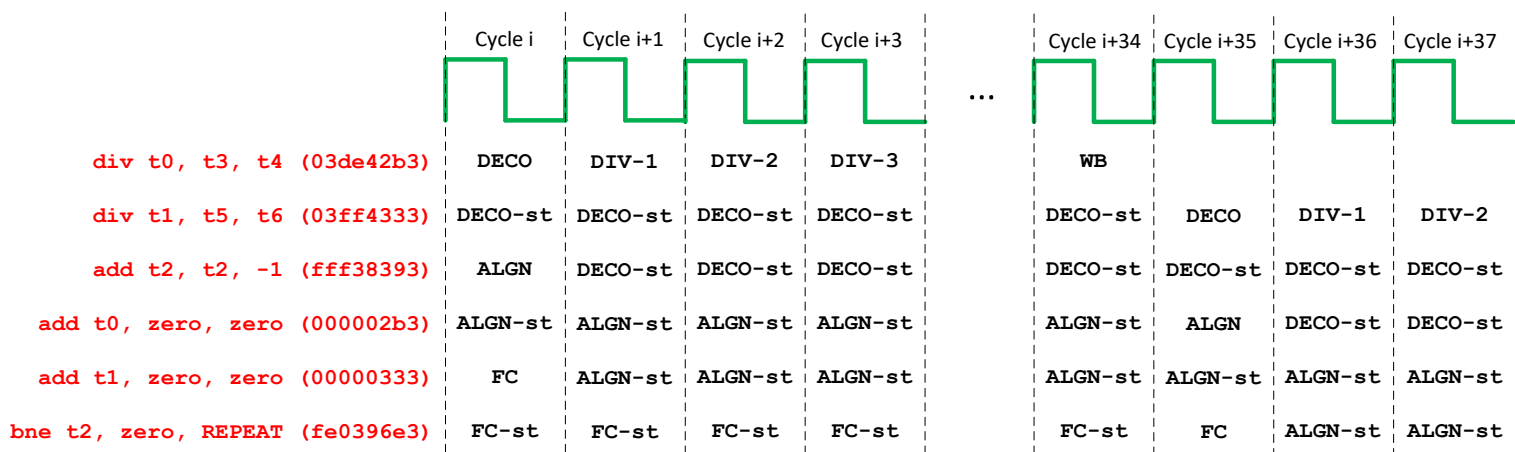 Cycle i Cycle i+1 Cycle i+2 Cycle i+3 ... Cycle i+34 Cycle i+35 Cycle i+36 Cycle i+37
div t0, t3, t4 (03de42b3) DECO DIV-1 DIV-2 DIV-3 WB
div t1, t5, t6 (03ff4333) DECO-st DECO-st DECO-st DECO-st DECO-st DECO DIV-1 DIV-2
add t2, t2, -1 (fff38393) ALGN DECO-st DECO-st DECO-st DECO-st DECO-st DECO-st DECO-st
add t0, zero, zero (000002b3) ALGN-st ALGN-st ALGN-st ALGN-st ALGN-st ALGN DECO-st DECO-st
add t1, zero, zero (00000333) FC ALGN-st ALGN-st ALGN-st ALGN-st ALGN-st ALGN-st ALGN-st
bne t2, zero, REPEAT (fe0396e3) FC-st FC-st FC-st FC-st FC-st FC ALGN-st ALGN-st